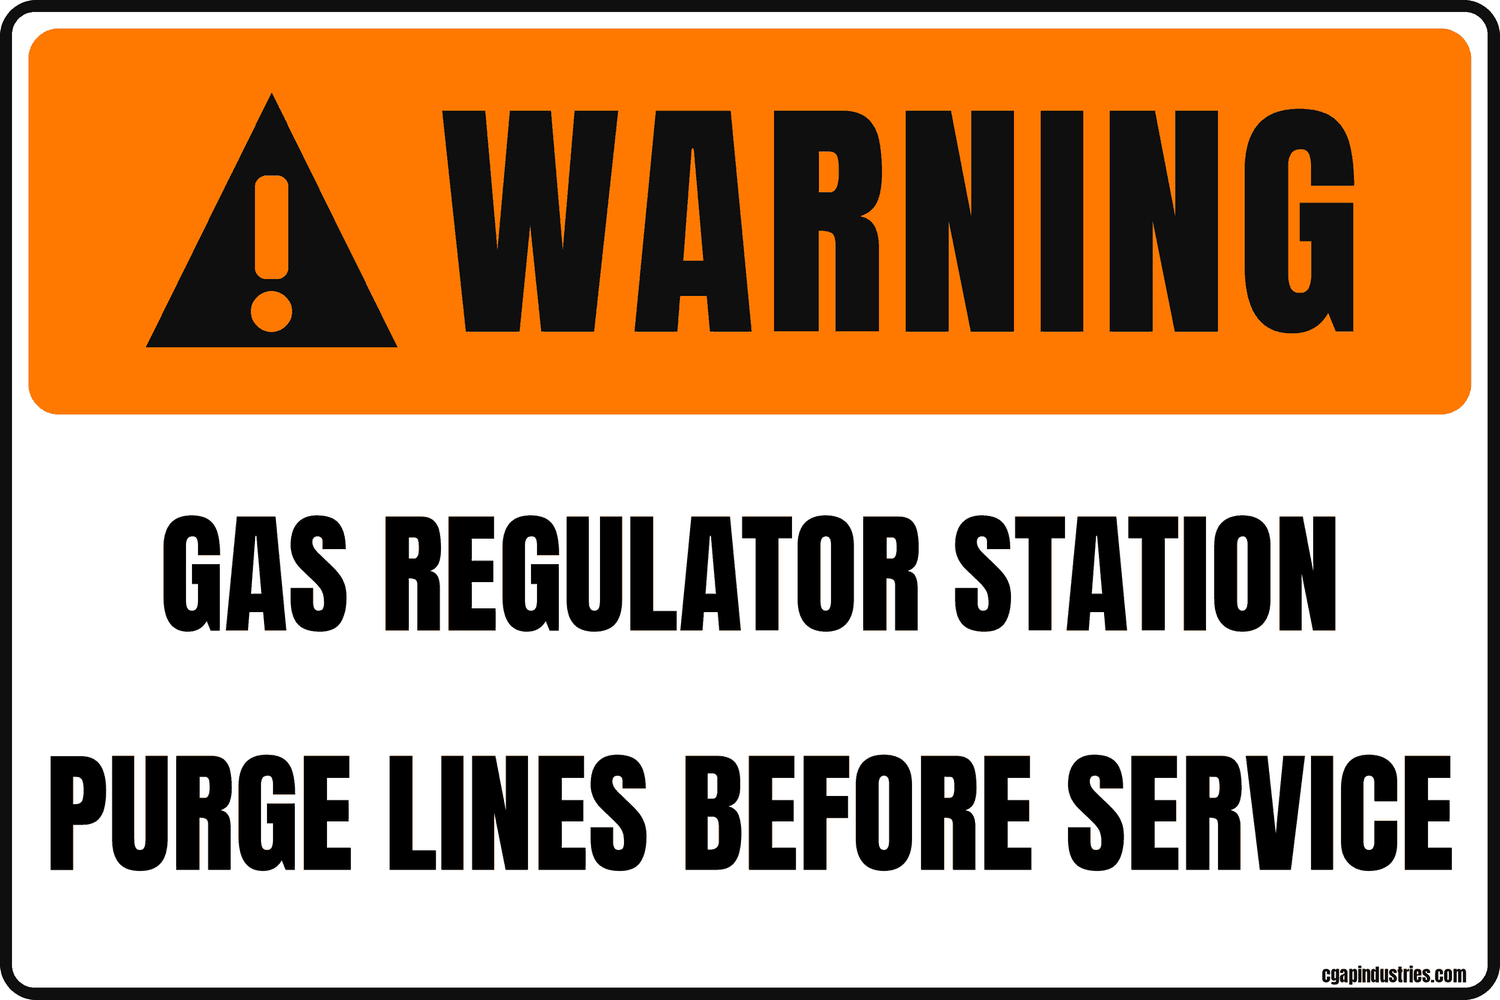 WARNING
GAS REGULATOR STATION
PURGE LINES BEFORE SERVICE
cgapindustries.com